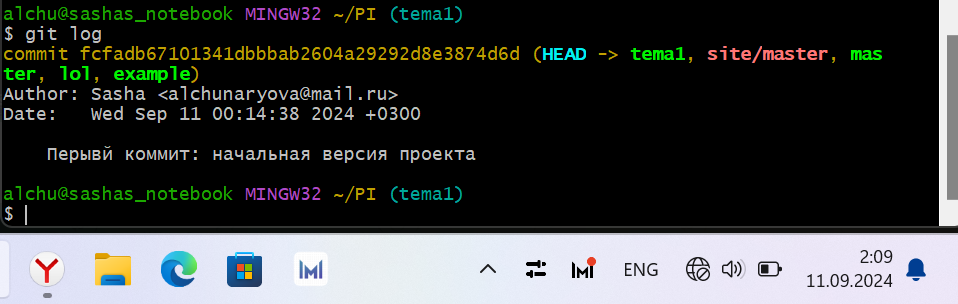 alchu@sashas_notebook MINGW32 ~/PI (tema1)
$ git log
commit fcfadb67101341dbbbab2604a29292d8e3874d6d (HEAD -> tema1, site/master, mas
ter, lol, example)
Author: Sasha <alchunaryova@mail.ru>
Date:   Wed Sep 11 00:14:38 2024 +0300
    Перывй коммит: начальная версия проекта
alchu@sashas_notebook MINGW32 ~/PI (tema1)
$
ENG
2:09
11.09.2024